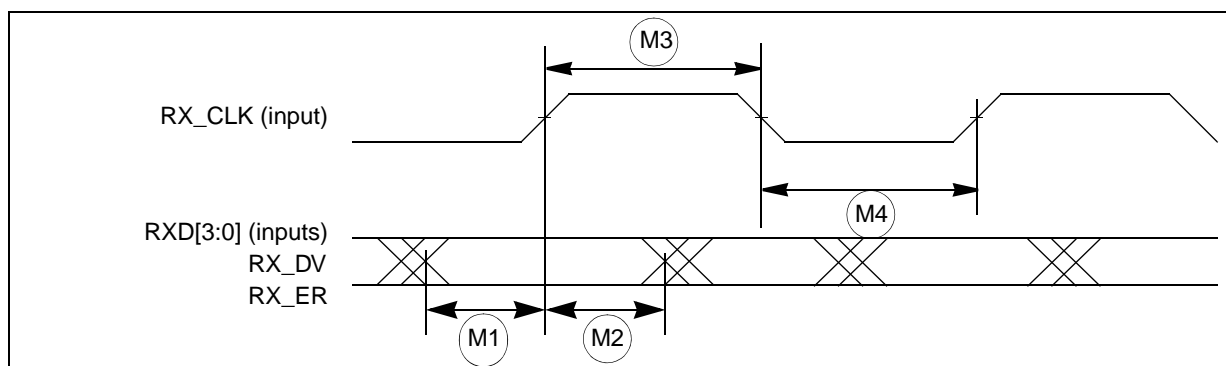 M3
RX_CLK (input)
M4
RXD[3:0] (inputs)
RX_DV
RX_ER
M1
M2